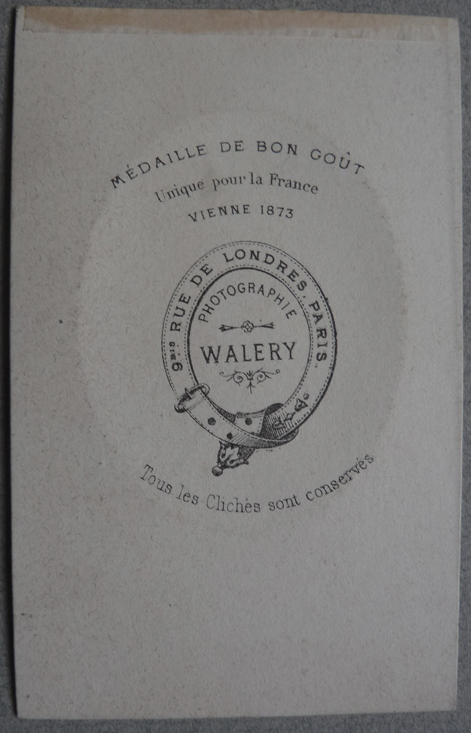 MÉDAILLE DE BON GOÛT
Unique pour la France
VIENNE 1873
9BIS RUE DE LONDRES. PARIS.
PHOTOGRAPHIE
WALERY
Tous les Clichés sont conservés